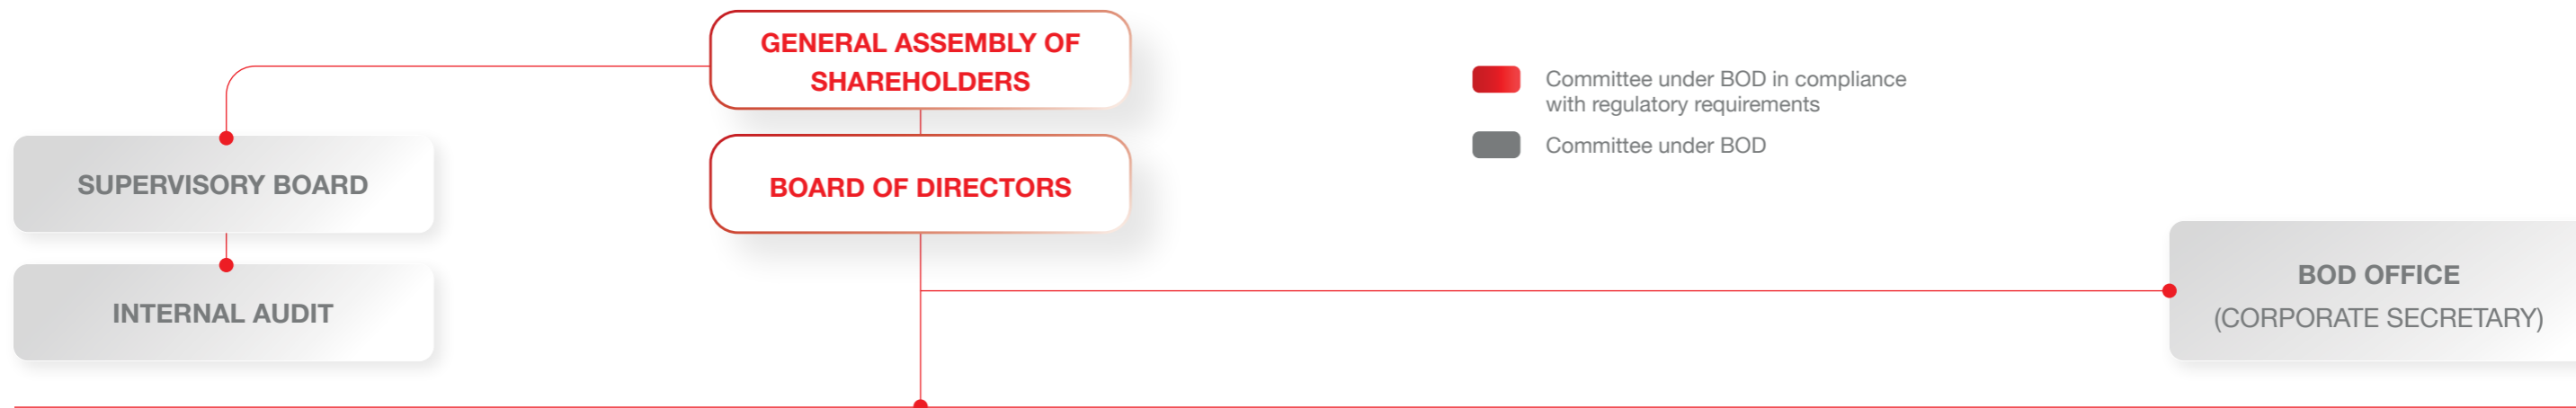 GENERAL ASSEMBLY OF
SHAREHOLDERS
Committee under BOD in compliance
with regulatory requirements
Committee under BOD
SUPERVISORY BOARD
BOARD OF DIRECTORS
INTERNAL AUDIT
BOD OFFICE
(CORPORATE SECRETARY)